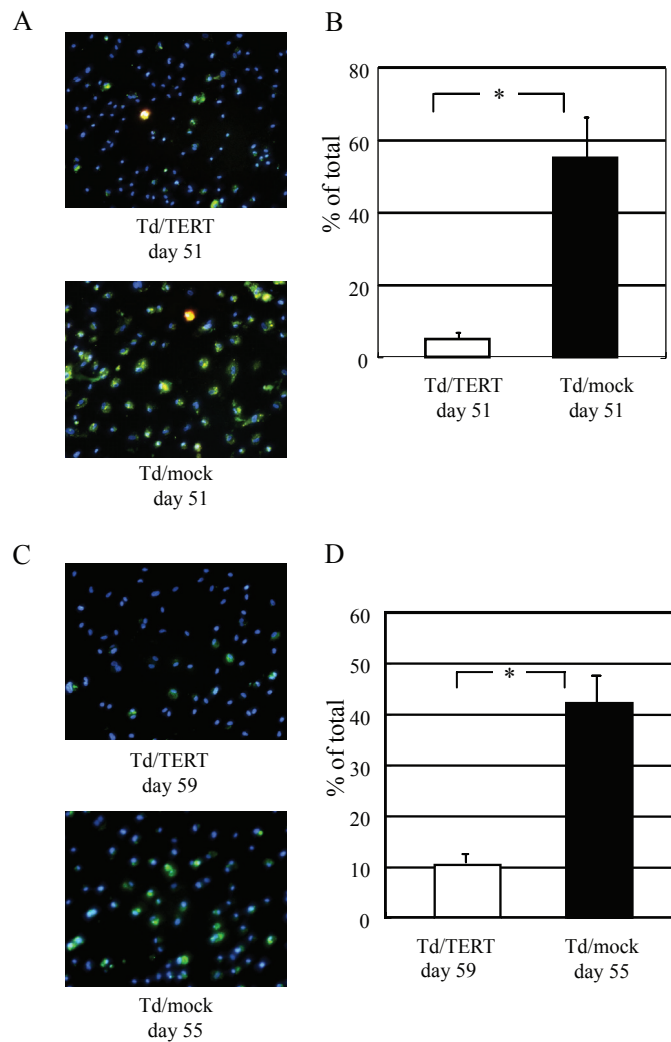 A
Td/TERT
day 51
Td/mock
day 51
B
% of total
80
60
40
20
0
*
Td/TERT
day 51
Td/mock
day 51
C
Td/TERT
day 59
Td/mock
day 55
D
% of total
60
50
40
30
20
10
0
*
Td/TERT
day 59
Td/mock
day 55